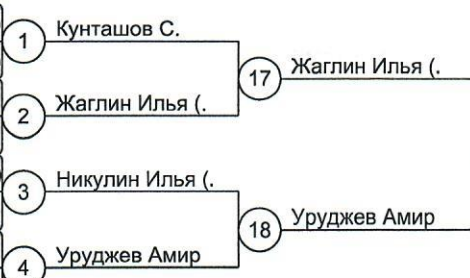 1 Кунташов С.
17 Жаглин Илья (.
2 Жаглин Илья (.
3 Никулин Илья (.
18 Уруджев Амир
4 Уруджев Амир